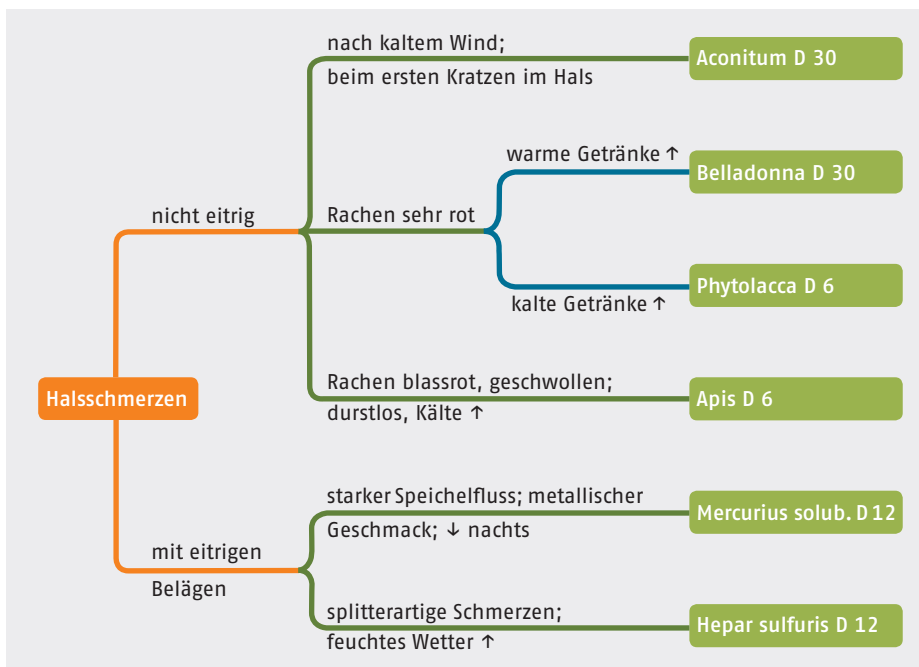 nach kaltem Wind;
beim ersten Kratzen im Hals
Aconitum D 30
warme Getränke ↑
Belladonna D 30
nicht eitrig
Rachen sehr rot
kalte Getränke ↑
Phytolacca D 6
Halsschmerzen
Rachen blassrot, geschwollen;
durstlos, Kälte ↑
Apis D 6
starker Speichelfluss; metallischer
Geschmack; ↓ nachts
Mercurius solub. D 12
mit eitrigen
Belägen
splitterartige Schmerzen;
feuchtes Wetter ↑
Hepar sulfuris D 12